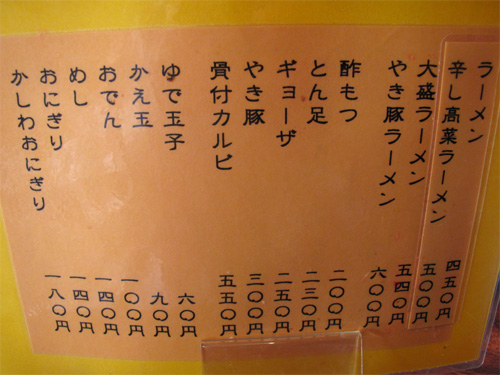 ラーメン 四五〇円
辛し高菜ラーメン 五〇〇円
大盛ラーメン 五四〇円
やき豚ラーメン 六〇〇円
酢もつ 二〇〇円
とん足 二三〇円
ギョーザ 二五〇円
やき豚 三〇〇円
骨付カルビ 五五〇円
ゆで玉子 六〇円
かえ玉 九〇円
おでん 一〇〇円
めし 一四〇円
おにぎり 一四〇円
かしわおにぎり 一八〇円